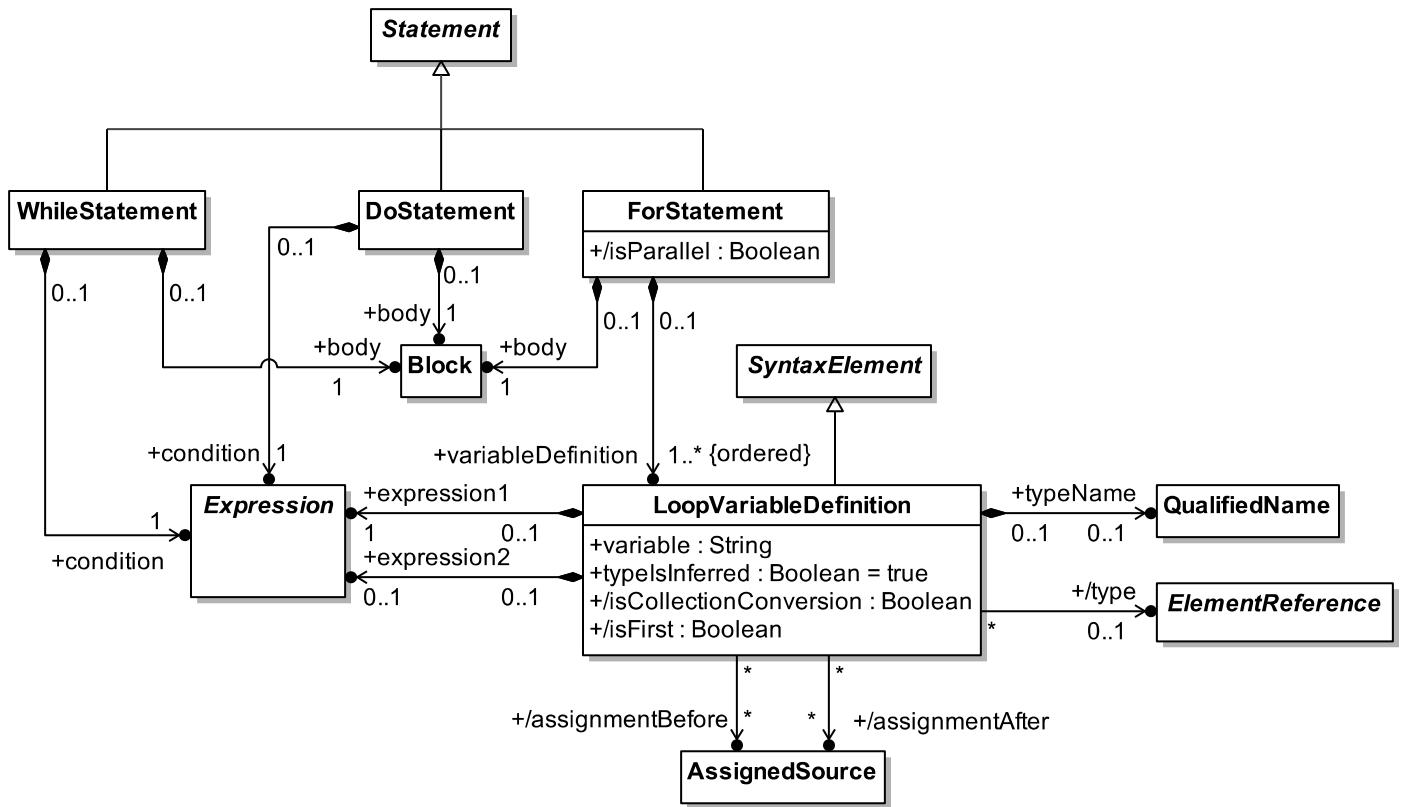 Statement
WhileStatement
DoStatement
ForStatement
+/isParallel : Boolean
0..1
0..1
0..1
0..1
0..1
0..1
+body
1
+body
1
+body
1
Block
SyntaxElement
+condition
1
+variableDefinition
1..* {ordered}
Expression
1
+condition
+expression1
1
0..1
+expression2
0..1
0..1
LoopVariableDefinition
+variable : String
+typeIsInferred : Boolean = true
+/isCollectionConversion : Boolean
+/isFirst : Boolean
+typeName
0..1
0..1
QualifiedName
+/type
*
0..1
ElementReference
*
*
+/assignmentBefore
*
*
+/assignmentAfter
AssignedSource